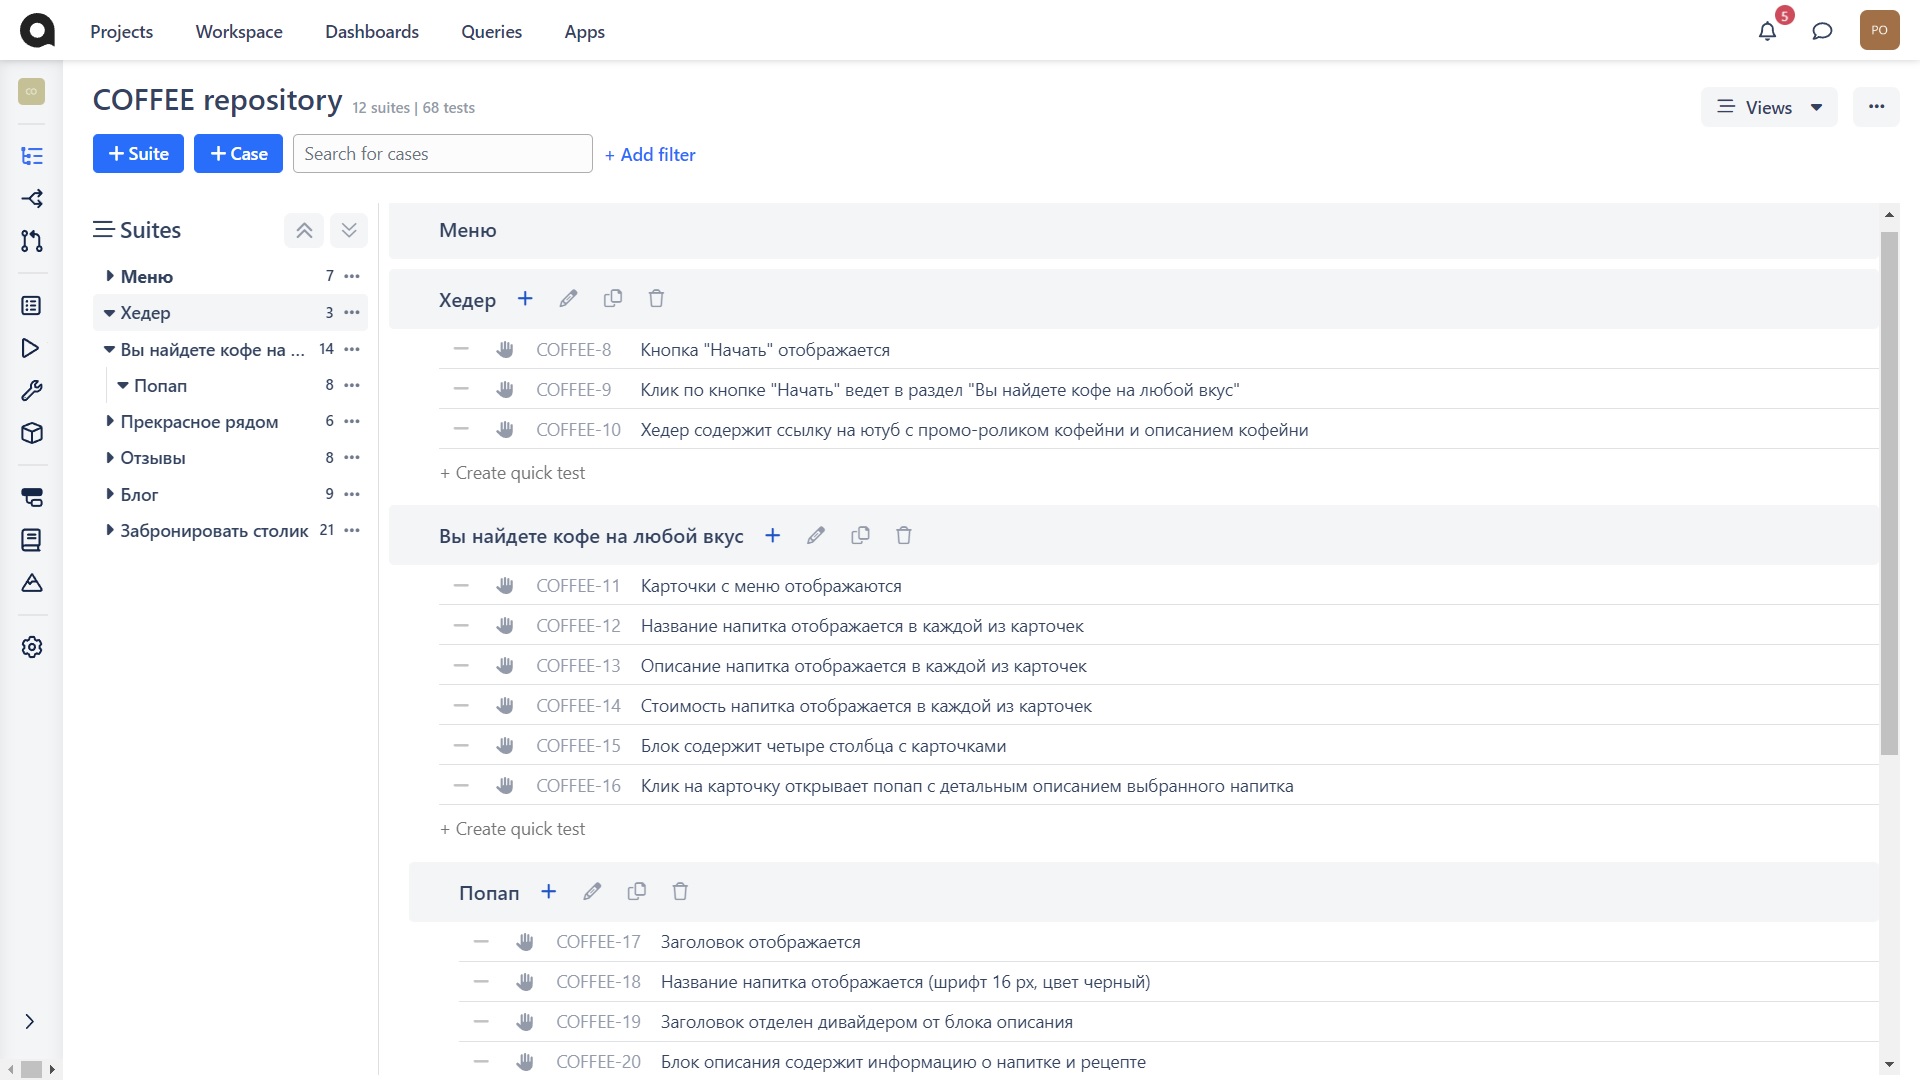 Projects Workspace Dashboards Queries Apps 5 PO
CO
COFFEE repository 12 suites | 68 tests
Views
+ Suite + Case Search for cases + Add filter
Suites
Меню 7
Хедер 3
Вы найдете кофе на ... 14
Попап 8
Прекрасное рядом 6
Отзывы 8
Блог 9
Забронировать столик 21
Меню
Хедер
COFFEE-8 Кнопка "Начать" отображается
COFFEE-9 Клик по кнопке "Начать" ведет в раздел "Вы найдете кофе на любой вкус"
COFFEE-10 Хедер содержит ссылку на ютуб с промо-роликом кофейни и описанием кофейни
+ Create quick test
Вы найдете кофе на любой вкус
COFFEE-11 Карточки с меню отображаются
COFFEE-12 Название напитка отображается в каждой из карточек
COFFEE-13 Описание напитка отображается в каждой из карточек
COFFEE-14 Стоимость напитка отображается в каждой из карточек
COFFEE-15 Блок содержит четыре столбца с карточками
COFFEE-16 Клик на карточку открывает попап с детальным описанием выбранного напитка
+ Create quick test
Попап
COFFEE-17 Заголовок отображается
COFFEE-18 Название напитка отображается (шрифт 16 px, цвет черный)
COFFEE-19 Заголовок отделен дивайдером от блока описания
COFFEE-20 Блок описания содержит информацию о напитке и рецепте